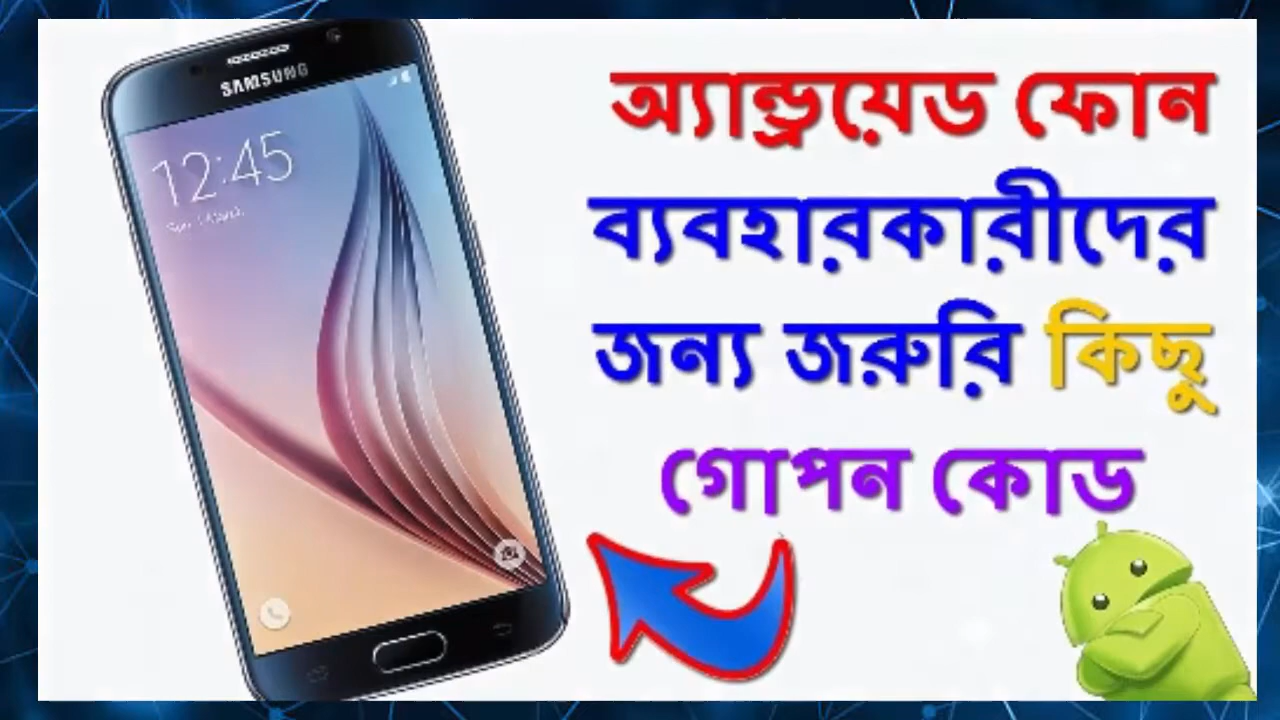 SAMSUNG
12:45
অ্যান্ড্রয়েড ফোন
ব্যবহারকারীদের
জন্য জরুরি কিছু
গোপন কোড